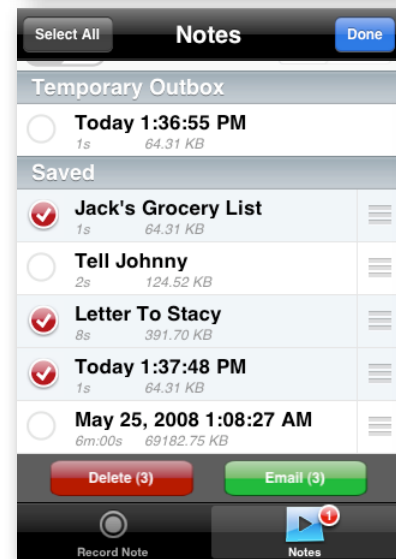 Select All Notes Done
Temporary Outbox
Today 1:36:55 PM
1s 64.31 KB
Saved
Jack's Grocery List
1s 64.31 KB
Tell Johnny
2s 124.52 KB
Letter To Stacy
8s 391.70 KB
Today 1:37:48 PM
1s 64.31 KB
May 25, 2008 1:08:27 AM
6m:00s 69182.75 KB
Delete (3) Email (3)
1
Record Note Notes